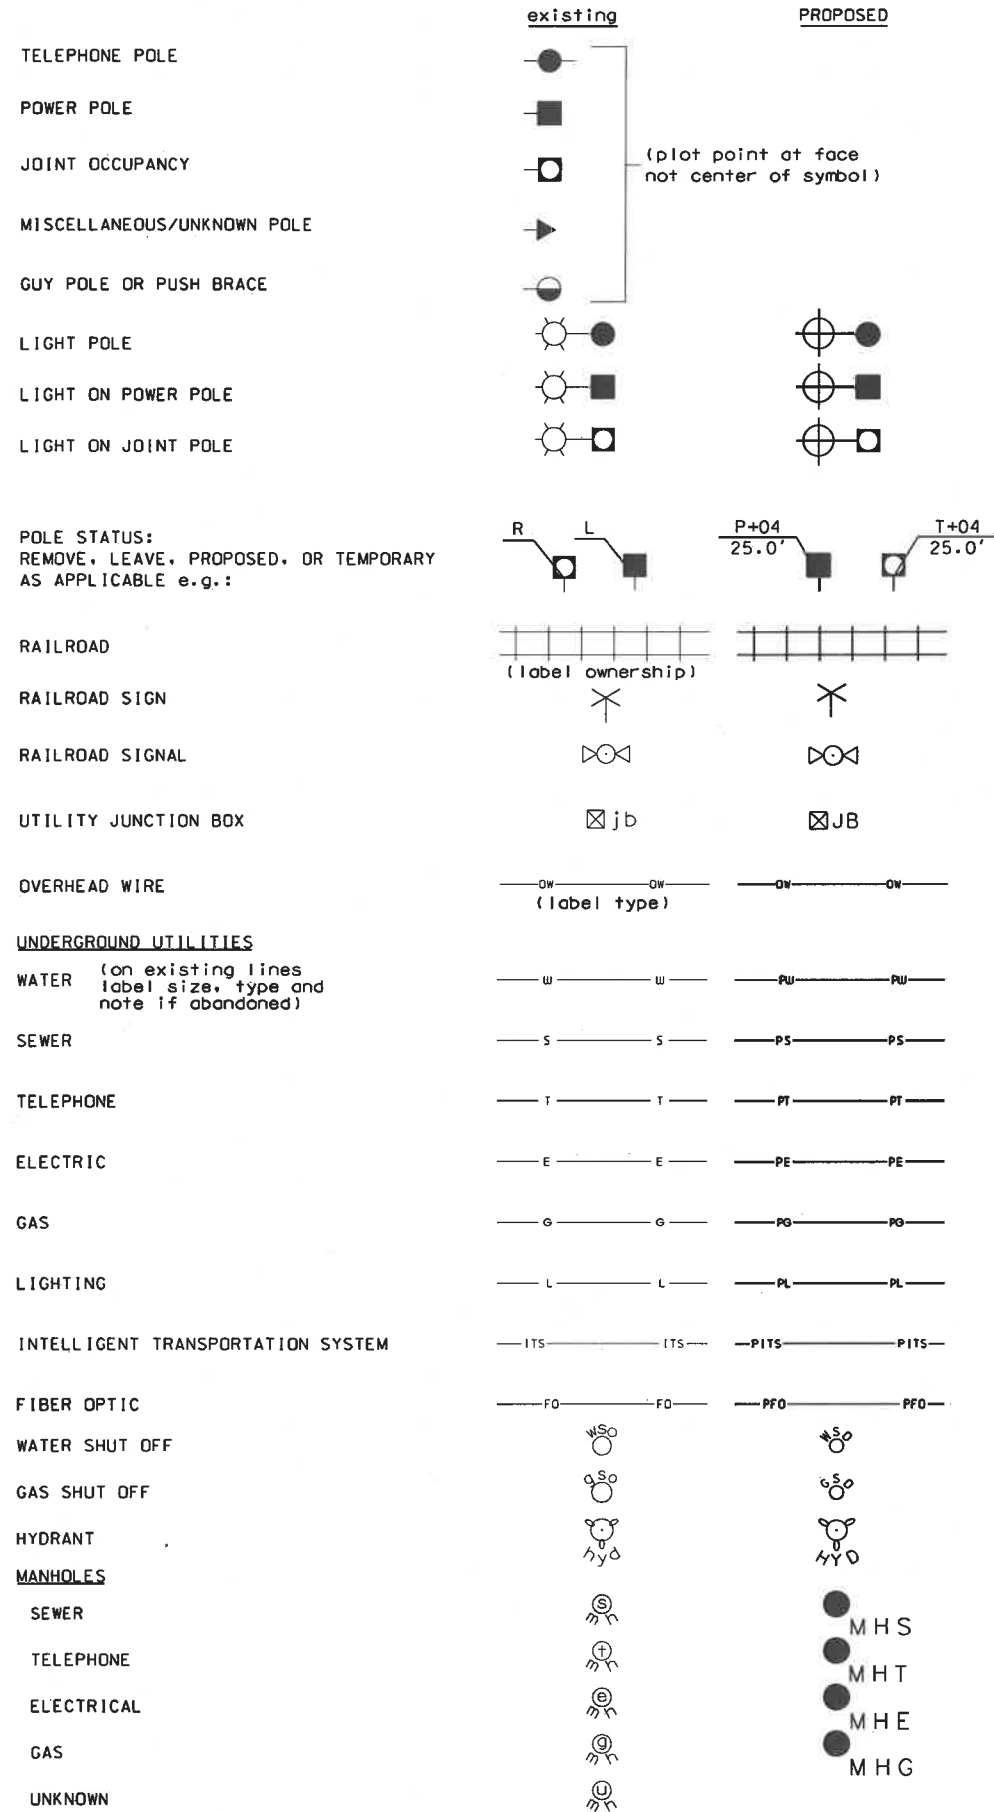 existing PROPOSED
TELEPHONE POLE
POWER POLE
JOINT OCCUPANCY
(plot point at face
not center of symbol)
MISCELLANEOUS/UNKNOWN POLE
GUY POLE OR PUSH BRACE
LIGHT POLE
LIGHT ON POWER POLE
LIGHT ON JOINT POLE
POLE STATUS:
REMOVE, LEAVE, PROPOSED, OR TEMPORARY
AS APPLICABLE e.g.:
R L P+04 T+04
25.0' 25.0'
RAILROAD
(label ownership)
RAILROAD SIGN
RAILROAD SIGNAL
UTILITY JUNCTION BOX jb JB
OVERHEAD WIRE OW OW OW OW
(label type)
UNDERGROUND UTILITIES
WATER (on existing lines
label size, type and
note if abandoned)
W W PW PW
SEWER S S PS PS
TELEPHONE T T PT PT
ELECTRIC E E PE PE
GAS G G PG PG
LIGHTING L L PL PL
INTELLIGENT TRANSPORTATION SYSTEM ITS ITS PITS PITS
FIBER OPTIC FO FO PFO PFO
WATER SHUT OFF wso WSO
GAS SHUT OFF gso GSO
HYDRANT hyd HYD
MANHOLES
SEWER s mh MHS
TELEPHONE t mh MHT
ELECTRICAL e mh MHE
GAS g mh MHG
UNKNOWN u mh